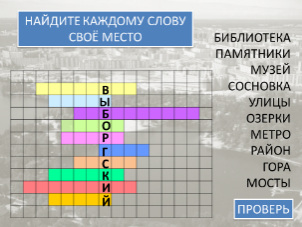 НАЙДИТЕ КАЖДОМУ СЛОВУ
СВОЁ МЕСТО
БИБЛИОТЕКА
ПАМЯТНИКИ
МУЗЕЙ
СОСНОВКА
УЛИЦЫ
ОЗЕРКИ
МЕТРО
РАЙОН
ГОРА
МОСТЫ
В
Ы
Б
О
Р
Г
С
К
И
Й
ПРОВЕРЬ